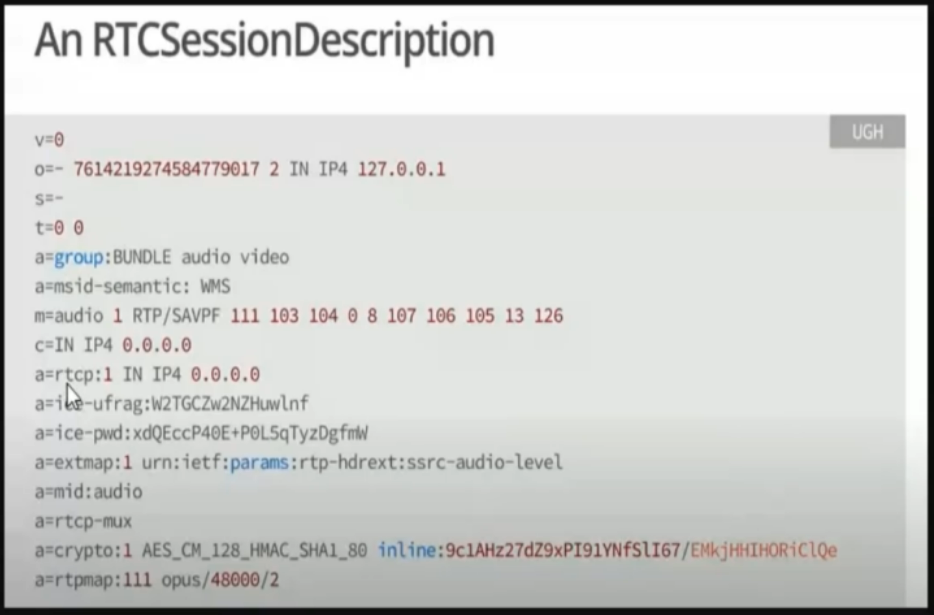 An RTCSessionDescription
UGH
v=0
o=- 7614219274584779017 2 IN IP4 127.0.0.1
s=-
t=0 0
a=group:BUNDLE audio video
a=msid-semantic: WMS
m=audio 1 RTP/SAVPF 111 103 104 0 8 107 106 105 13 126
c=IN IP4 0.0.0.0
a=rtcp:1 IN IP4 0.0.0.0
a=ice-ufrag:W2TGCZw2NZHuwlnf
a=ice-pwd:xdQEccP40E+P0L5qTyzDgfmW
a=extmap:1 urn:ietf:params:rtp-hdrext:ssrc-audio-level
a=mid:audio
a=rtcp-mux
a=crypto:1 AES_CM_128_HMAC_SHA1_80 inline:9c1AHz27dZ9xPI91YNfSlI67/EMkjHHIHORiClQe
a=rtpmap:111 opus/48000/2